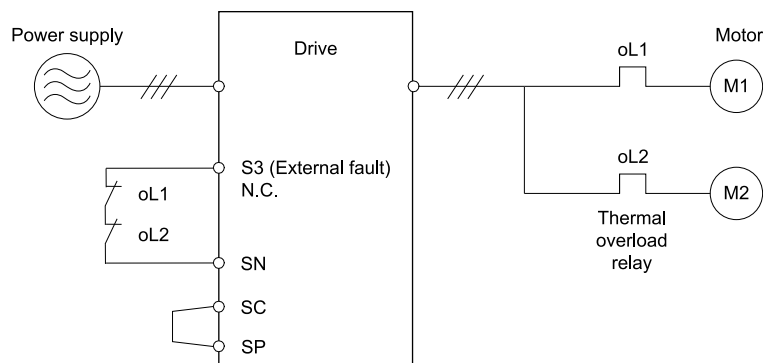 Power supply
Drive
oL1
Motor
M1
S3 (External fault)
N.C.
oL1
oL2
oL2
M2
Thermal
overload
relay
SN
SC
SP